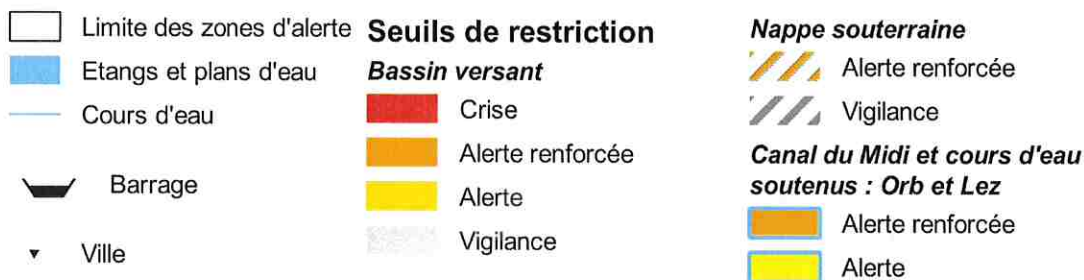 Limite des zones d'alerte
Etangs et plans d'eau
Cours d'eau
Barrage
Ville
Seuils de restriction
Bassin versant
Crise
Alerte renforcée
Alerte
Vigilance
Nappe souterraine
Alerte renforcée
Vigilance
Canal du Midi et cours d'eau
soutenus : Orb et Lez
Alerte renforcée
Alerte